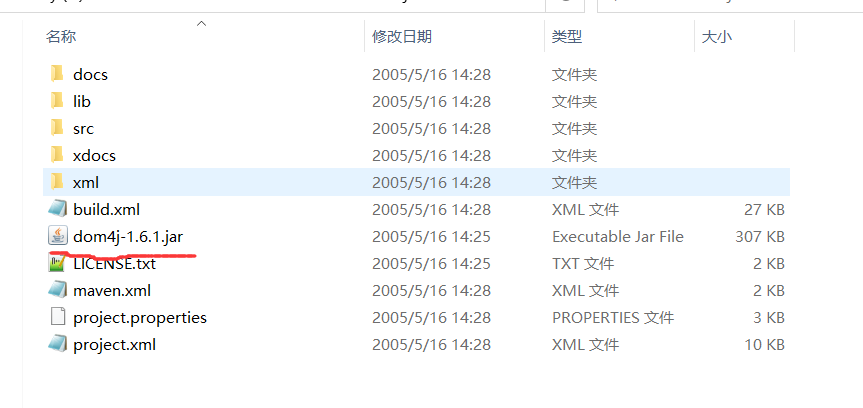 名称 修改日期 类型 大小
docs 2005/5/16 14:28 文件夹
lib 2005/5/16 14:28 文件夹
src 2005/5/16 14:28 文件夹
xdocs 2005/5/16 14:28 文件夹
xml 2005/5/16 14:28 文件夹
build.xml 2005/5/16 14:28 XML 文件 27 KB
dom4j-1.6.1.jar 2005/5/16 14:25 Executable Jar File 307 KB
LICENSE.txt 2005/5/16 14:25 TXT 文件 2 KB
maven.xml 2005/5/16 14:28 XML 文件 2 KB
project.properties 2005/5/16 14:28 PROPERTIES 文件 3 KB
project.xml 2005/5/16 14:28 XML 文件 10 KB